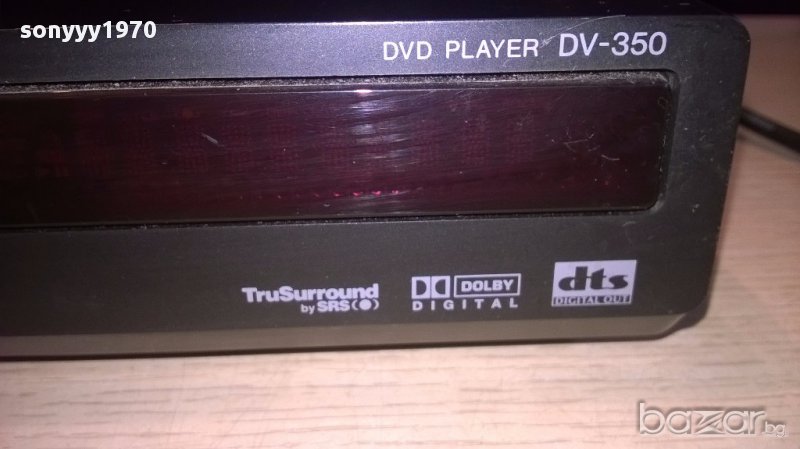 sonyyy1970
DVD PLAYER DV-350
TruSurround
by SRS
DOLBY
DIGITAL
dts
DIGITAL OUT
bazar.bg